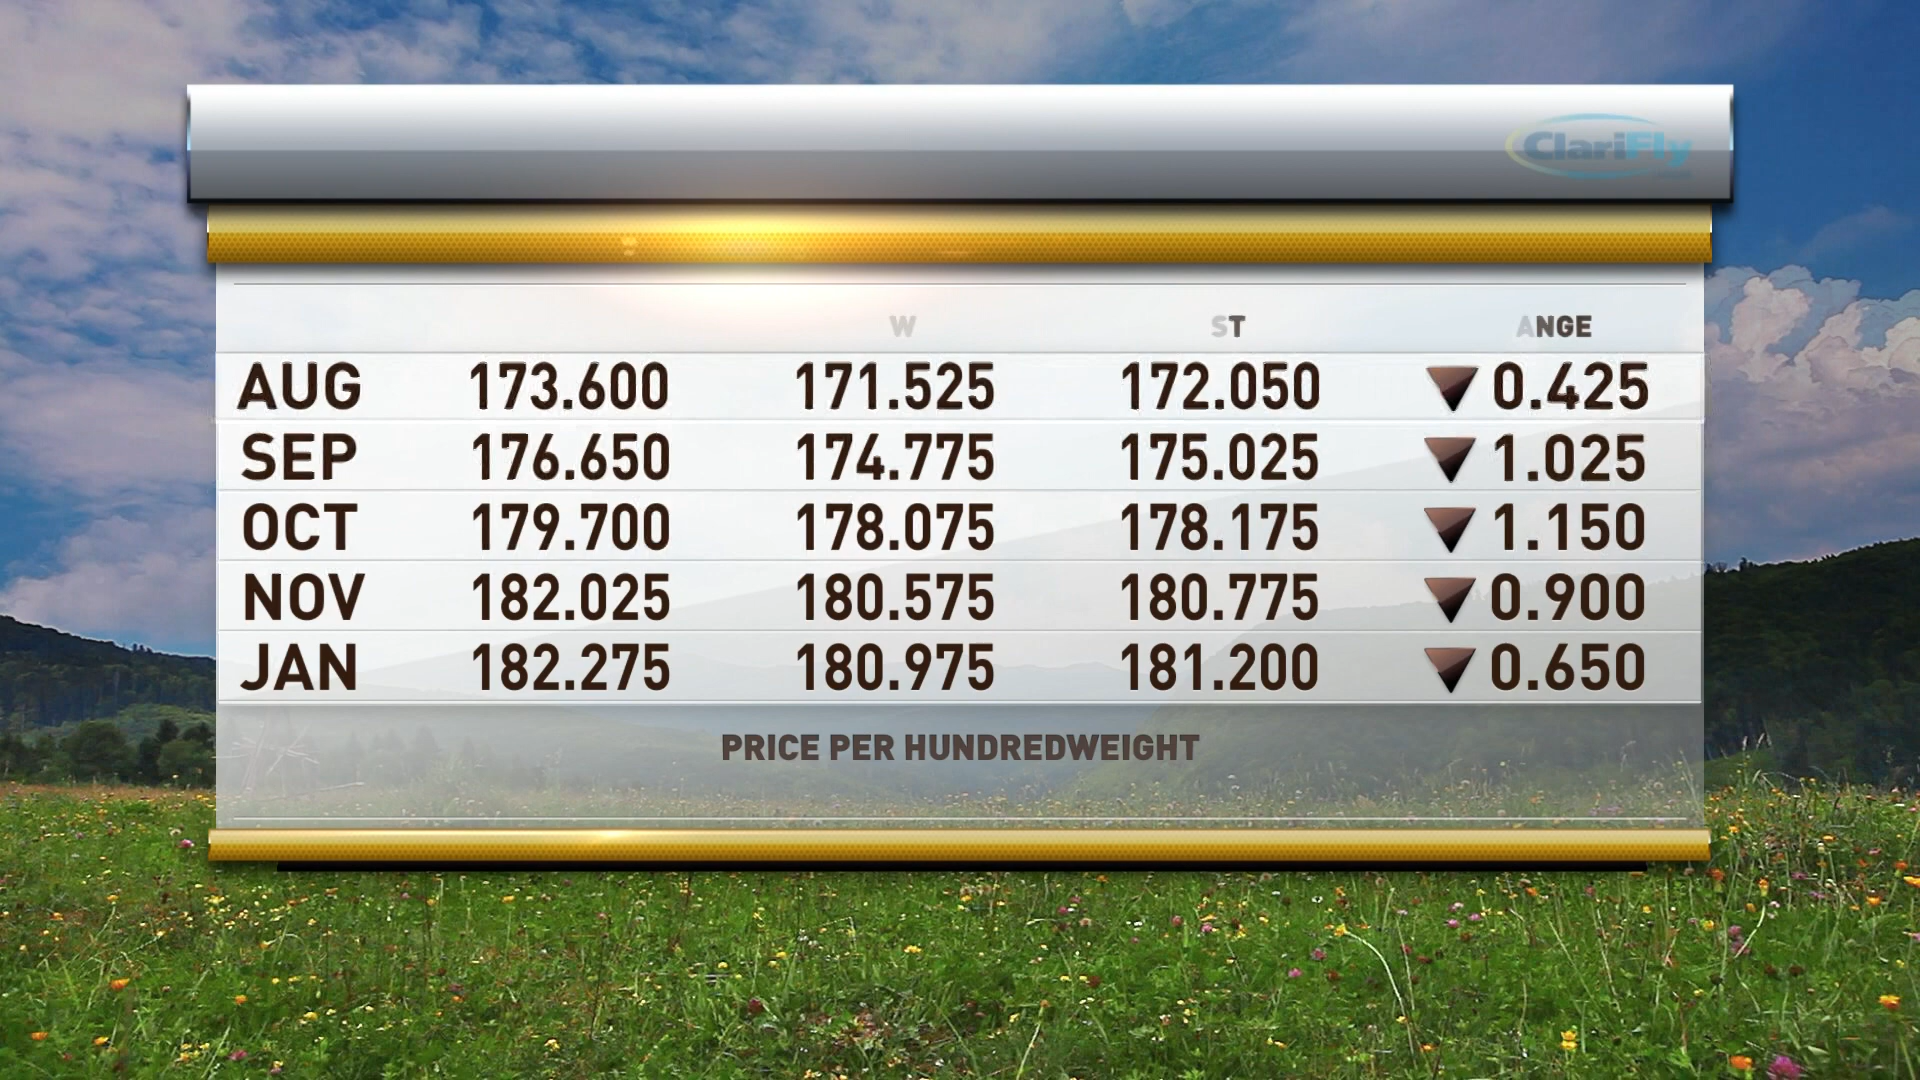 ClariFly
W ST ANGE
AUG 173.600 171.525 172.050 ▼ 0.425
SEP 176.650 174.775 175.025 ▼ 1.025
OCT 179.700 178.075 178.175 ▼ 1.150
NOV 182.025 180.575 180.775 ▼ 0.900
JAN 182.275 180.975 181.200 ▼ 0.650
PRICE PER HUNDREDWEIGHT